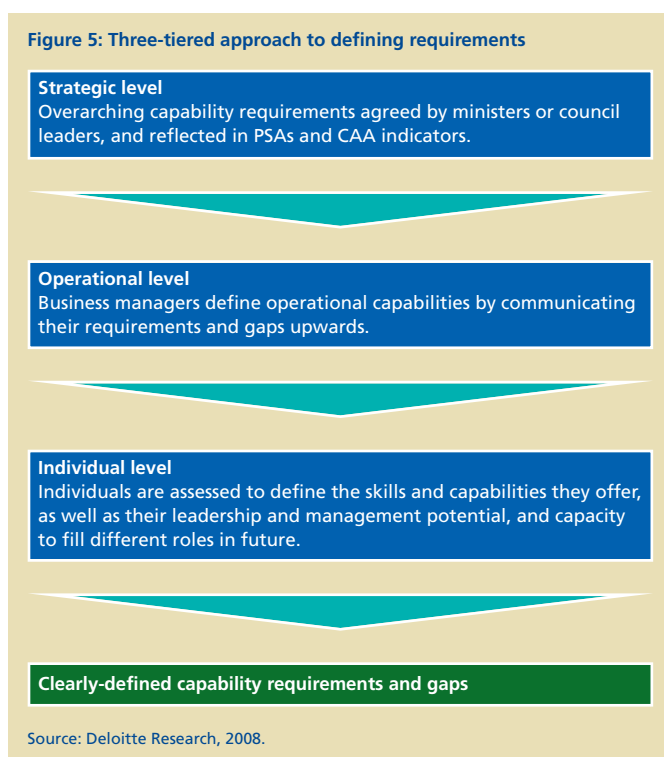 Figure 5: Three-tiered approach to defining requirements
Strategic level
Overarching capability requirements agreed by ministers or council
leaders, and reflected in PSAs and CAA indicators.
Operational level
Business managers define operational capabilities by communicating
their requirements and gaps upwards.
Individual level
Individuals are assessed to define the skills and capabilities they offer,
as well as their leadership and management potential, and capacity
to fill different roles in future.
Clearly-defined capability requirements and gaps
Source: Deloitte Research, 2008.